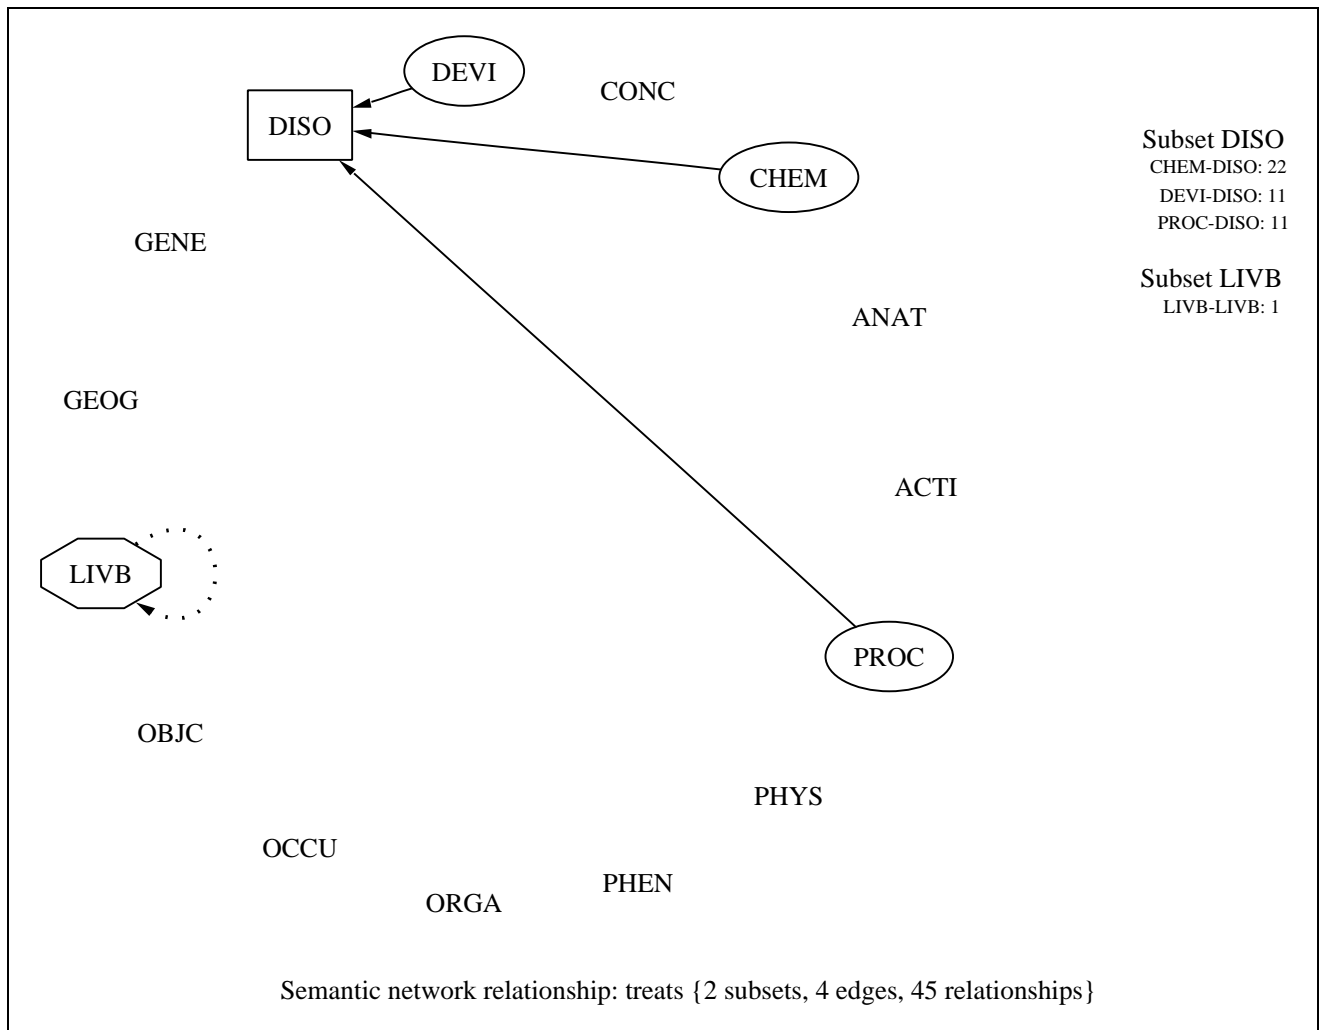 DEVI
CONC
DISO
Subset DISO
CHEM-DISO: 22
CHEM
DEVI-DISO: 11
PROC-DISO: 11
GENE
Subset LIVB
LIVB-LIVB: 1
ANAT
GEOG
ACTI
LIVB
PROC
OBJC
PHYS
OCCU
PHEN
ORGA
Semantic network relationship: treats {2 subsets, 4 edges, 45 relationships}